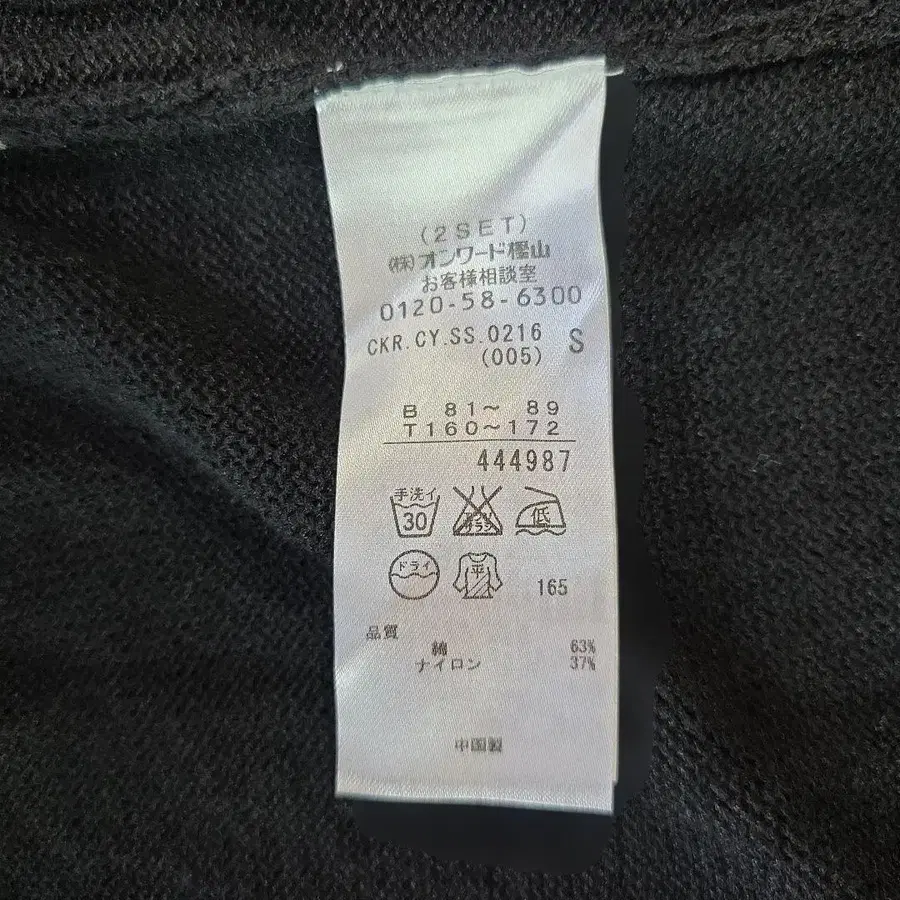 (2SET)
(株)オンワード樫山
お客様相談室
0120-58-6300
CKR.CY.SS.0216 S
(005)
B 81〜 89
T160〜172
444987
手洗イ
30
低
ドライ
平
165
品質
綿 63%
ナイロン 37%
中国製